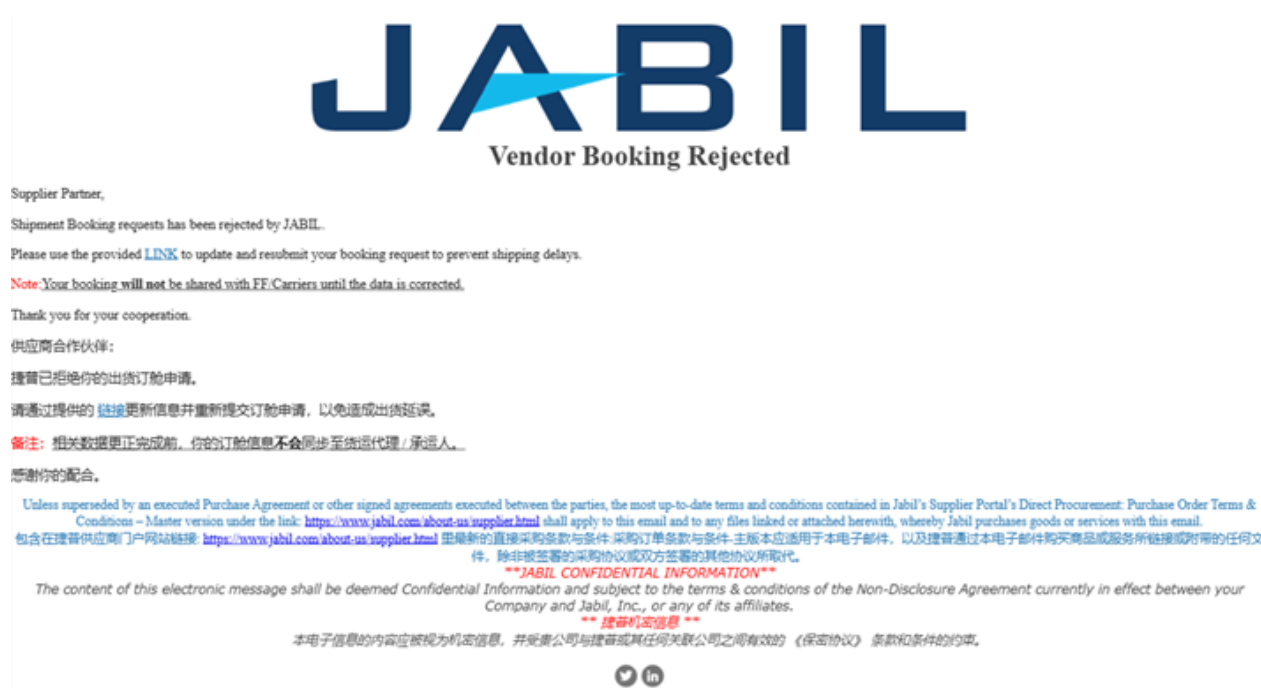 JABIL
Vendor Booking Rejected
Supplier Partner,
Shipment Booking requests has been rejected by JABIL.
Please use the provided LINK to update and resubmit your booking request to prevent shipping delays.
Note: Your booking will not be shared with FF/Carriers until the data is corrected.
Thank you for your cooperation.
供应商合作伙伴：
捷普已拒绝你的出货订舱申请。
请通过提供的 链接更新信息并重新提交订舱申请，以免造成出货延误。
备注： 相关数据更正完成前，你的订舱信息不会同步至货运代理 / 承运人。
感谢你的配合。
Unless superseded by an executed Purchase Agreement or other signed agreements executed between the parties, the most up-to-date terms and conditions contained in Jabil's Supplier Portal's Direct Procurement: Purchase Order Terms &
Conditions – Master version under the link: https://www.jabil.com/about-us/supplier.html shall apply to this email and to any files linked or attached herewith, whereby Jabil purchases goods or services with this email.
包含在捷普供应商门户网站链接: https://www.jabil.com/about-us/supplier.html 里最新的直接采购条款与条件:采购订单条款与条件-主版本应适用于本电子邮件，以及捷普通过本电子邮件购买商品或服务所链接或附带的任何文
件，除非被签署的采购协议或双方签署的其他协议所取代。
**JABIL CONFIDENTIAL INFORMATION**
The content of this electronic message shall be deemed Confidential Information and subject to the terms & conditions of the Non-Disclosure Agreement currently in effect between your
Company and Jabil, Inc., or any of its affiliates.
** 捷普机密信息 **
本电子信息的内容应被视为机密信息，并受贵公司与捷普或其任何关联公司之间有效的 《保密协议》 条款和条件的约束。
in